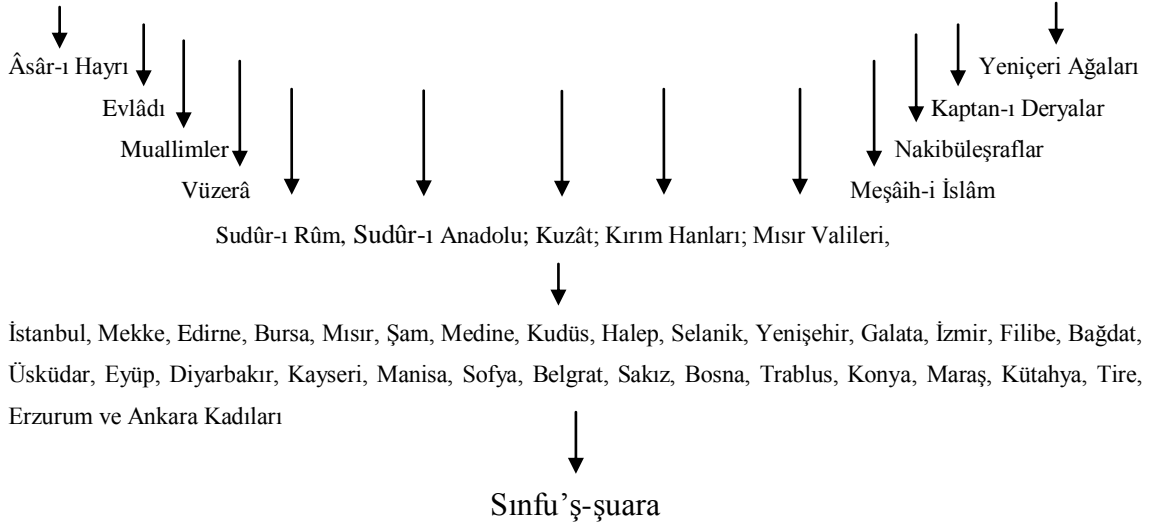 Âsâr-ı Hayrı
Yeniçeri Ağaları
Evlâdı
Kaptan-ı Deryalar
Muallimler
Nakibüleşraflar
Vüzerâ
Meşâih-i İslâm
Sudûr-ı Rûm, Sudûr-ı Anadolu; Kuzât; Kırım Hanları; Mısır Valileri,
İstanbul, Mekke, Edirne, Bursa, Mısır, Şam, Medine, Kudüs, Halep, Selanik, Yenişehir, Galata, İzmir, Filibe, Bağdat,
Üsküdar, Eyüp, Diyarbakır, Kayseri, Manisa, Sofya, Belgrat, Sakız, Bosna, Trablus, Konya, Maraş, Kütahya, Tire,
Erzurum ve Ankara Kadıları
Sınfu’ş-şuara